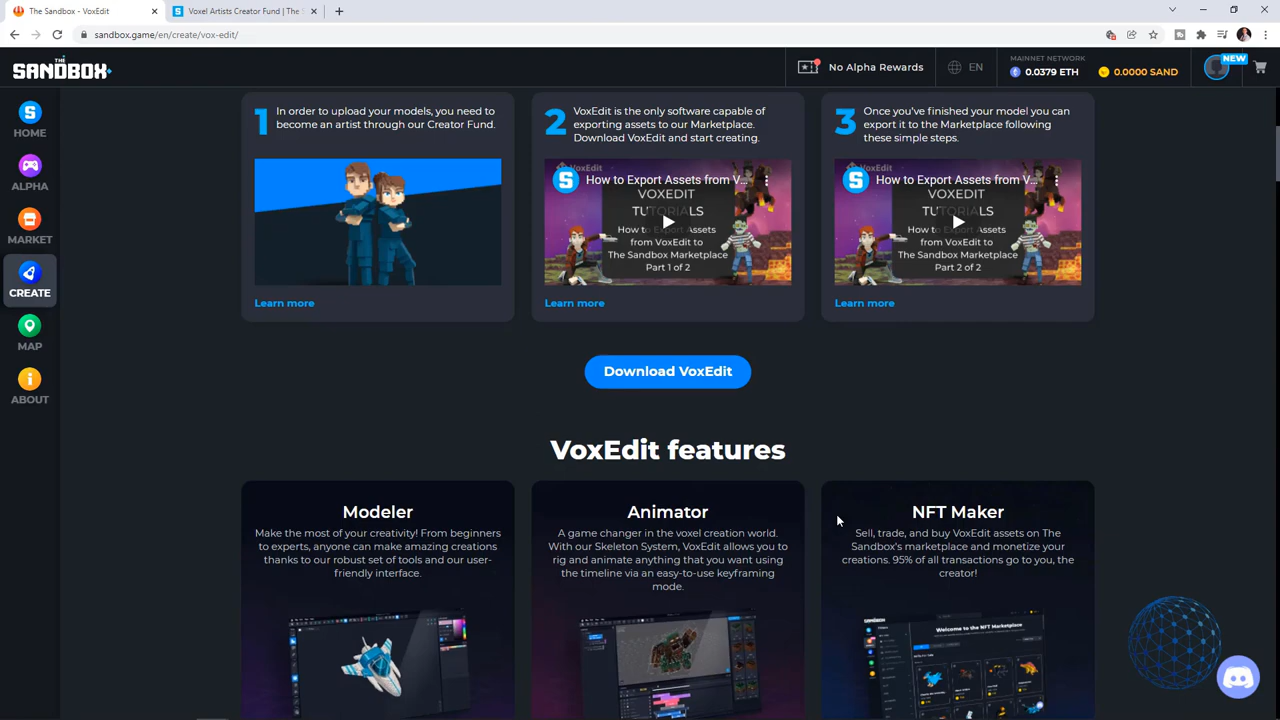 The Sandbox - VoxEdit
Voxel Artists Creator Fund | The S
sandbox.game/en/create/vox-edit/
THE
SANDBOX
No Alpha Rewards
EN
MAINNET NETWORK
0.0379 ETH
0.0000 SAND
NEW
HOME
ALPHA
MARKET
CREATE
MAP
ABOUT
1
In order to upload your models, you need to
become an artist through our Creator Fund.
Learn more
2
VoxEdit is the only software capable of
exporting assets to our Marketplace.
Download VoxEdit and start creating.
VoxEdit
How to Export Assets from V...
VOXEDIT
TUTORIALS
How to Export Assets
from VoxEdit to
The Sandbox Marketplace
Part 1 of 2
Learn more
3
Once you've finished your model you can
export it to the Marketplace following
these simple steps.
VoxEdit
How to Export Assets from V...
VOXEDIT
TUTORIALS
How to Export Assets
from VoxEdit to
The Sandbox Marketplace
Part 2 of 2
Learn more
Download VoxEdit
VoxEdit features
Modeler
Make the most of your creativity! From beginners
to experts, anyone can make amazing creations
thanks to our robust set of tools and our user-
friendly interface.
Animator
A game changer in the voxel creation world.
With our Skeleton System, VoxEdit allows you to
rig and animate anything that you want using
the timeline via an easy-to-use keyframing
mode.
NFT Maker
Sell, trade, and buy VoxEdit assets on The
Sandbox's marketplace and monetize your
creations. 95% of all transactions go to you, the
creator!
SANDBOX
Welcome to the NFT Marketplace